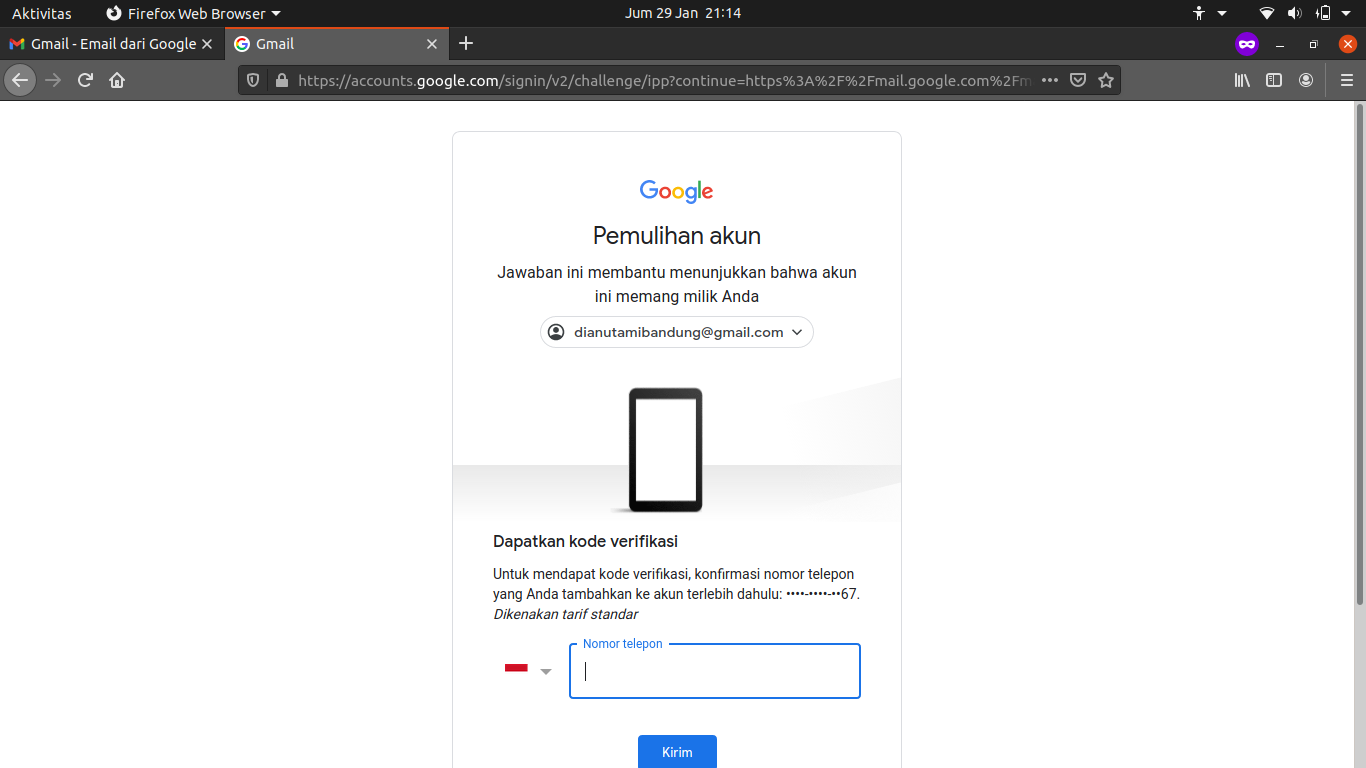 Aktivitas
Firefox Web Browser
Jum 29 Jan 21:14
Gmail - Email dari Google
Gmail
https://accounts.google.com/signin/v2/challenge/ipp?continue=https%3A%2F%2Fmail.google.com%2Fm
Google
Pemulihan akun
Jawaban ini membantu menunjukkan bahwa akun
ini memang milik Anda
dianutamibandung@gmail.com
Dapatkan kode verifikasi
Untuk mendapat kode verifikasi, konfirmasi nomor telepon
yang Anda tambahkan ke akun terlebih dahulu: ••••-••••-••67.
Dikenakan tarif standar
Nomor telepon
Kirim